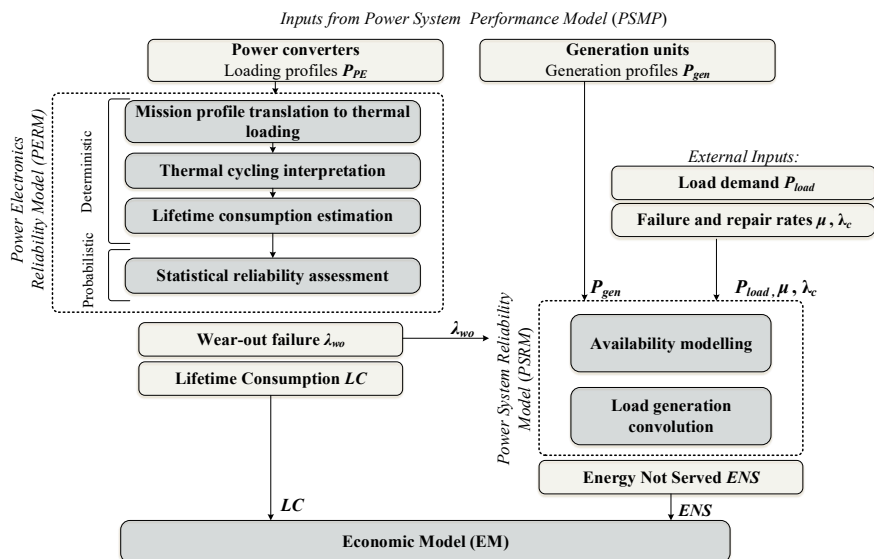 Inputs from Power System Performance Model (PSMP)
Power converters
Loading profiles P_PE
Generation units
Generation profiles P_gen
Power Electronics
Reliability Model (PERM)
Deterministic
Probabilistic
Mission profile translation to thermal
loading
Thermal cycling interpretation
Lifetime consumption estimation
Statistical reliability assessment
External Inputs:
Load demand P_load
Failure and repair rates μ , λ_c
P_gen
P_load , μ , λ_c
Wear-out failure λ_wo
λ_wo
Lifetime Consumption LC
Power System Reliability
Model (PSRM)
Availability modelling
Load generation
convolution
Energy Not Served ENS
LC
ENS
Economic Model (EM)